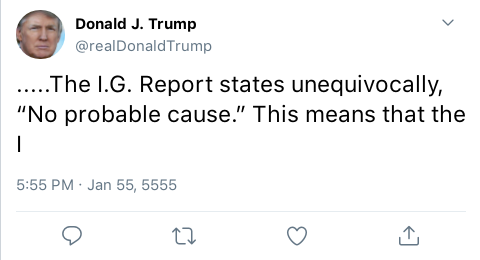 Donald J. Trump
@realDonaldTrump
.....The I.G. Report states unequivocally,
“No probable cause.” This means that the
I
5:55 PM · Jan 55, 5555